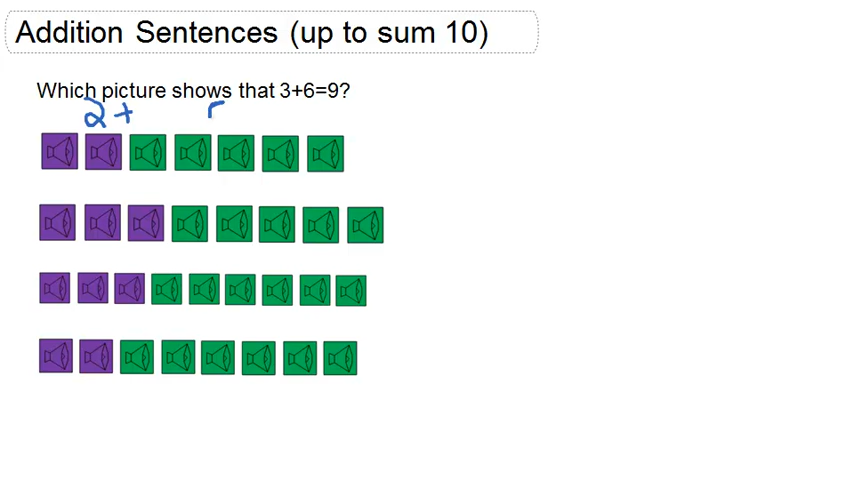 Addition Sentences (up to sum 10)
Which picture shows that 3+6=9?
2 +